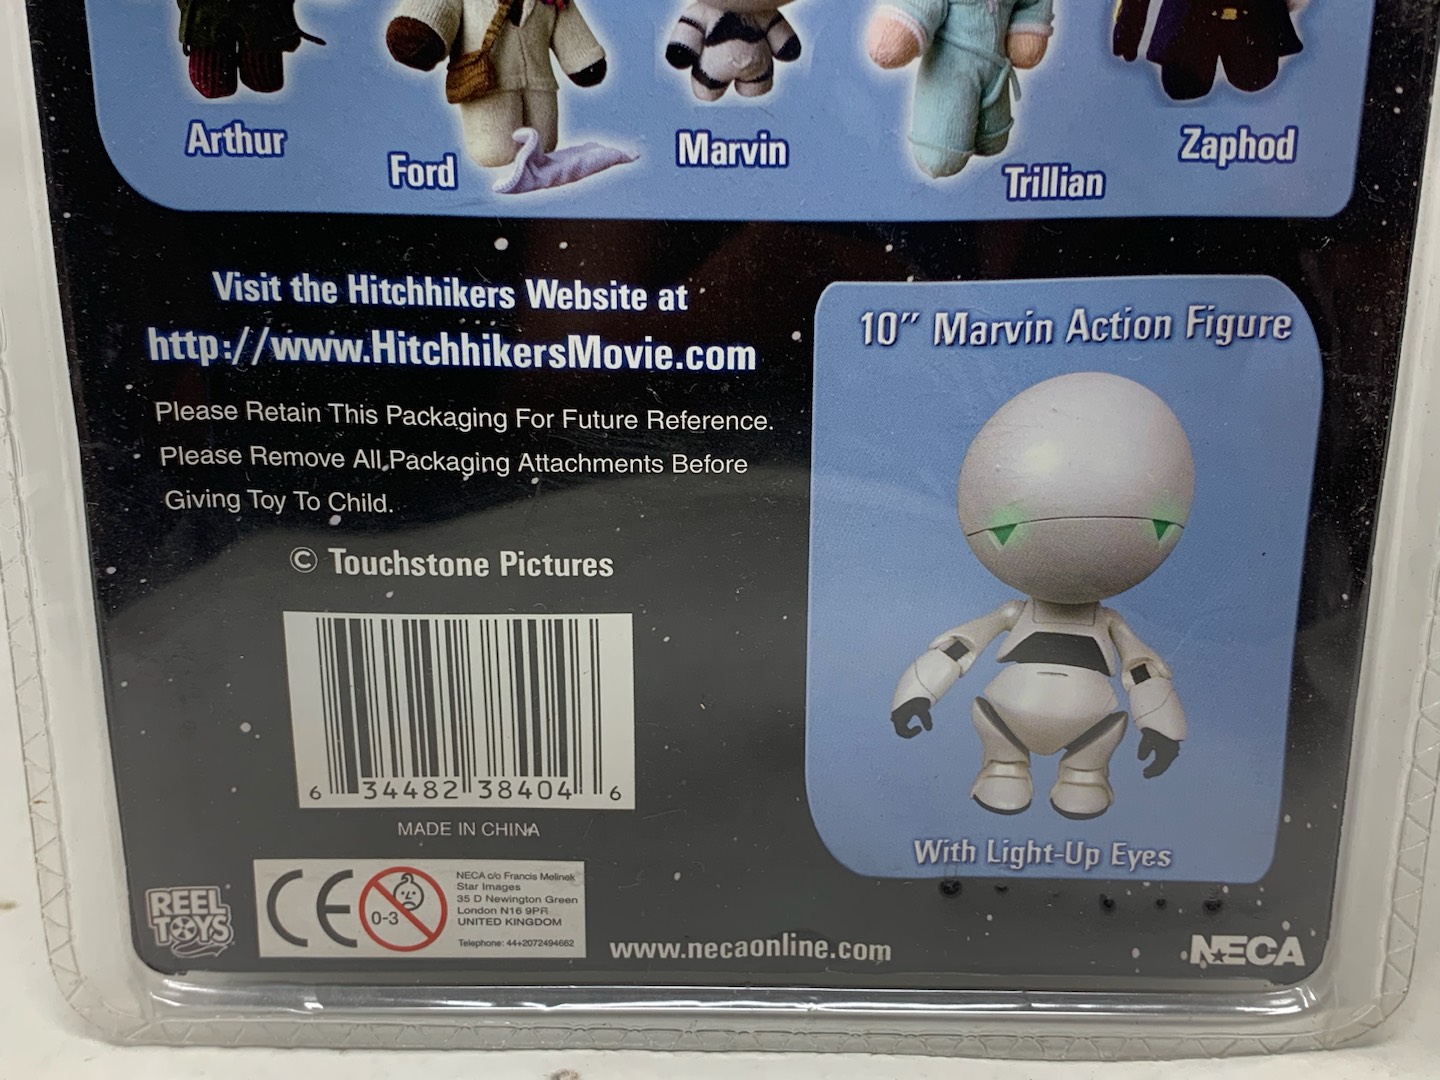 Arthur
Ford
Marvin
Trillian
Zaphod
Visit the Hitchhikers Website at
http://www.HitchhikersMovie.com
Please Retain This Packaging For Future Reference.
Please Remove All Packaging Attachments Before
Giving Toy To Child.
© Touchstone Pictures
6 34482 38404 6
MADE IN CHINA
10" Marvin Action Figure
With Light-Up Eyes
REEL
TOYS
CE
0-3
NECA c/o Francis Melinek
Star Images
35 D Newington Green
London N16 9PR
UNITED KINGDOM
Telephone: 44+2072494662
www.necaonline.com
NECA